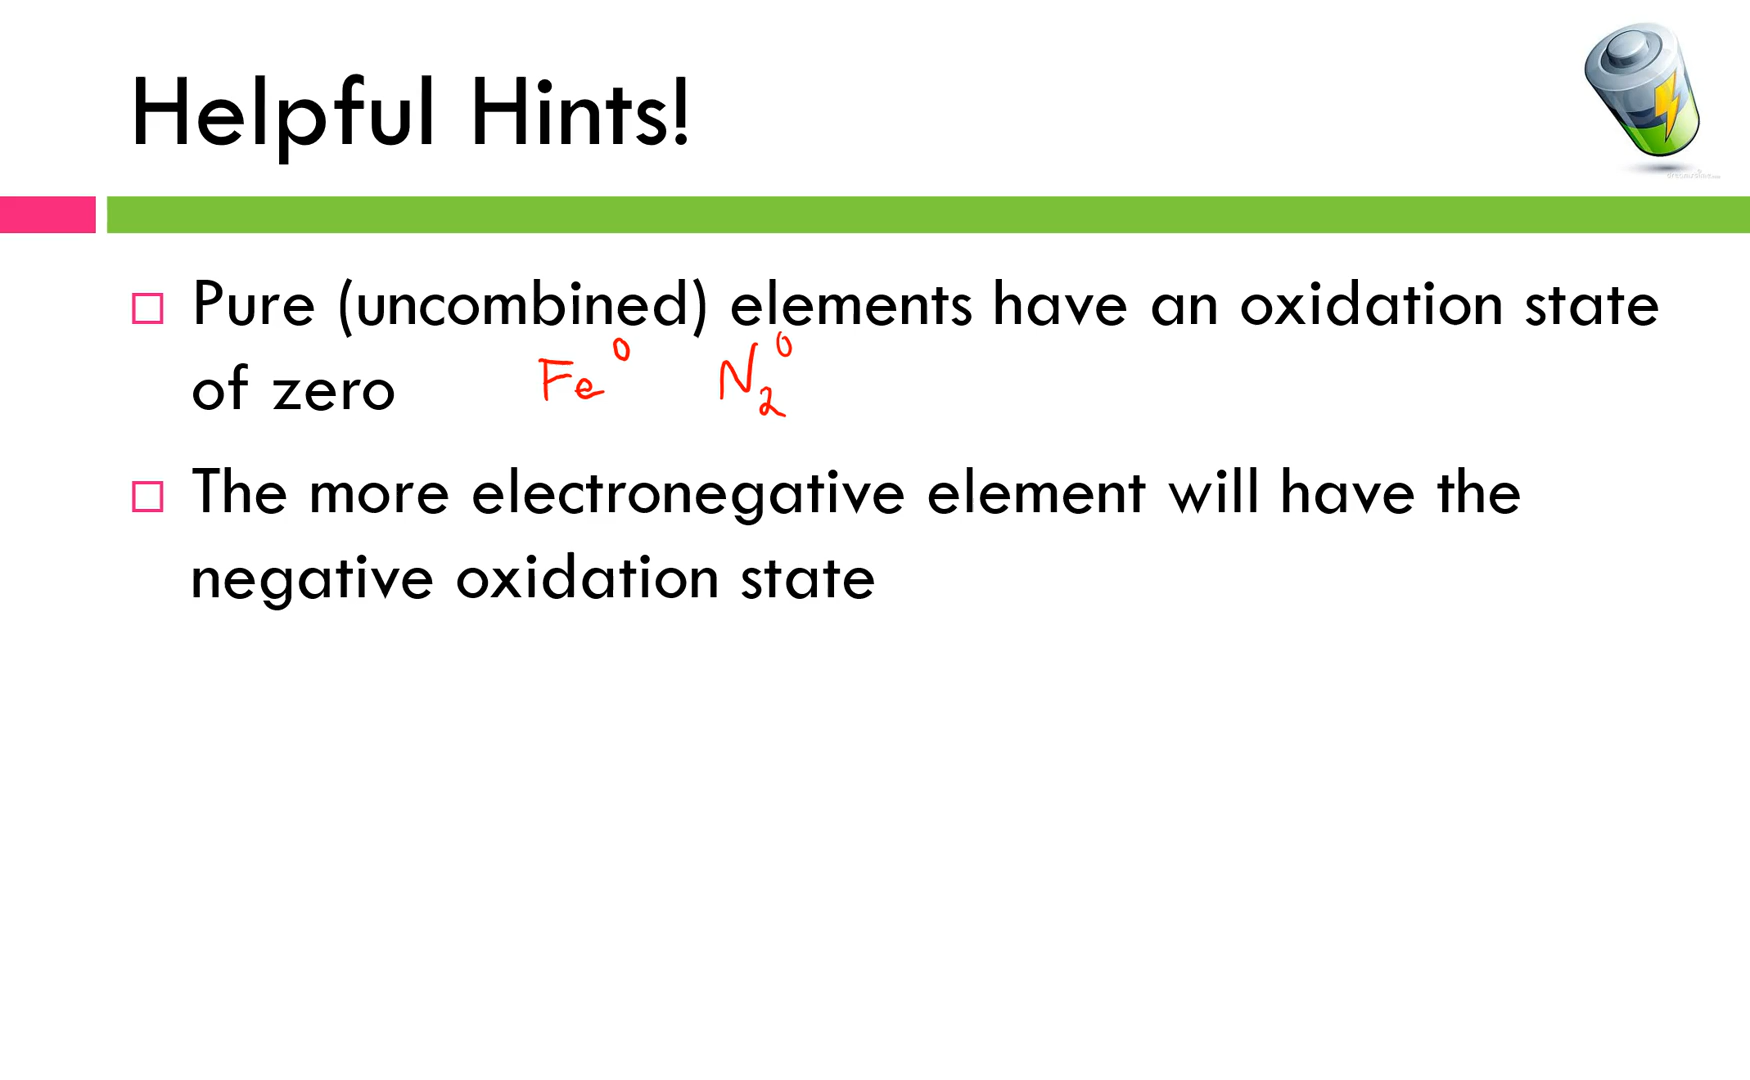 Helpful Hints!
Pure (uncombined) elements have an oxidation state
of zero Fe⁰ N₂⁰
The more electronegative element will have the
negative oxidation state